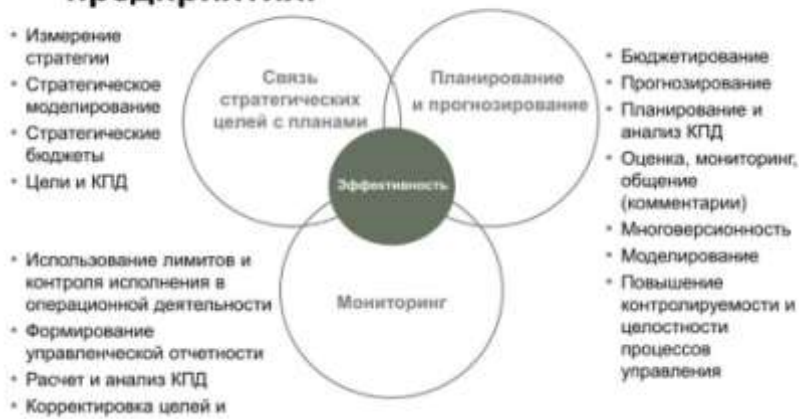 • Измерение
стратегии
• Стратегическое
моделирование
• Стратегические
бюджеты
• Цели и КПД
Связь
стратегических
целей с планами
Планирование
и прогнозирование
Эффективность
Мониторинг
• Бюджетирование
• Прогнозирование
• Планирование и
анализ КПД
• Оценка, мониторинг,
общение
(комментарии)
• Многоверсионность
• Моделирование
• Повышение
контролируемости и
целостности
процессов
управления
• Использование лимитов и
контроля исполнения в
операционной деятельности
• Формирование
управленческой отчетности
• Расчет и анализ КПД
• Корректировка целей и